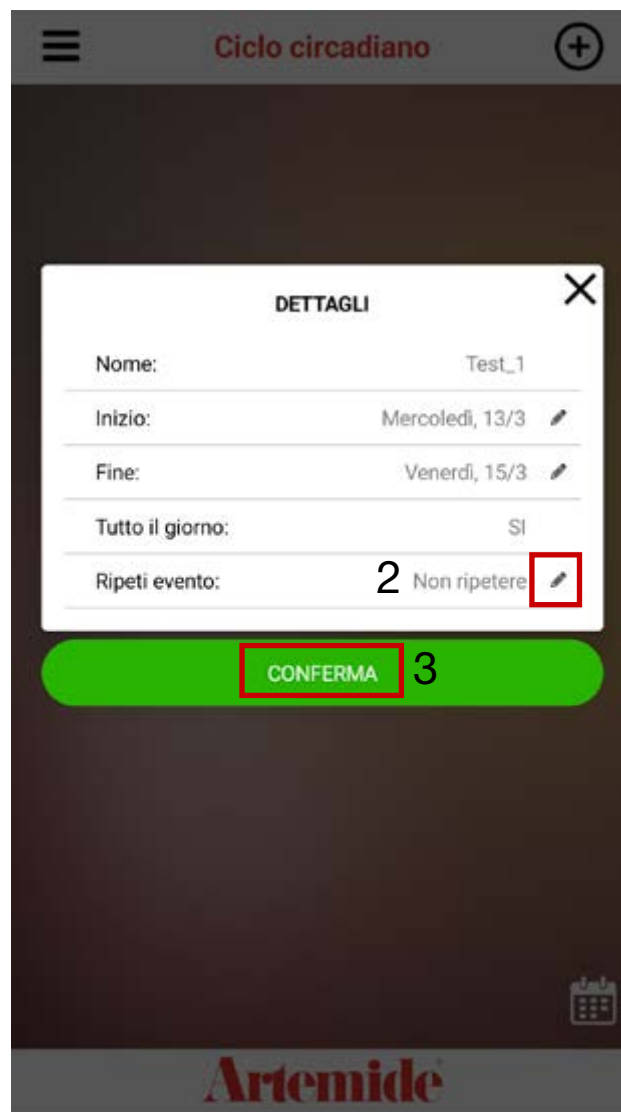 Ciclo circadiano
DETTAGLI
Nome: Test_1
Inizio: Mercoledì, 13/3
Fine: Venerdì, 15/3
Tutto il giorno: SI
Ripeti evento: 2 Non ripetere
CONFERMA 3
Artemide